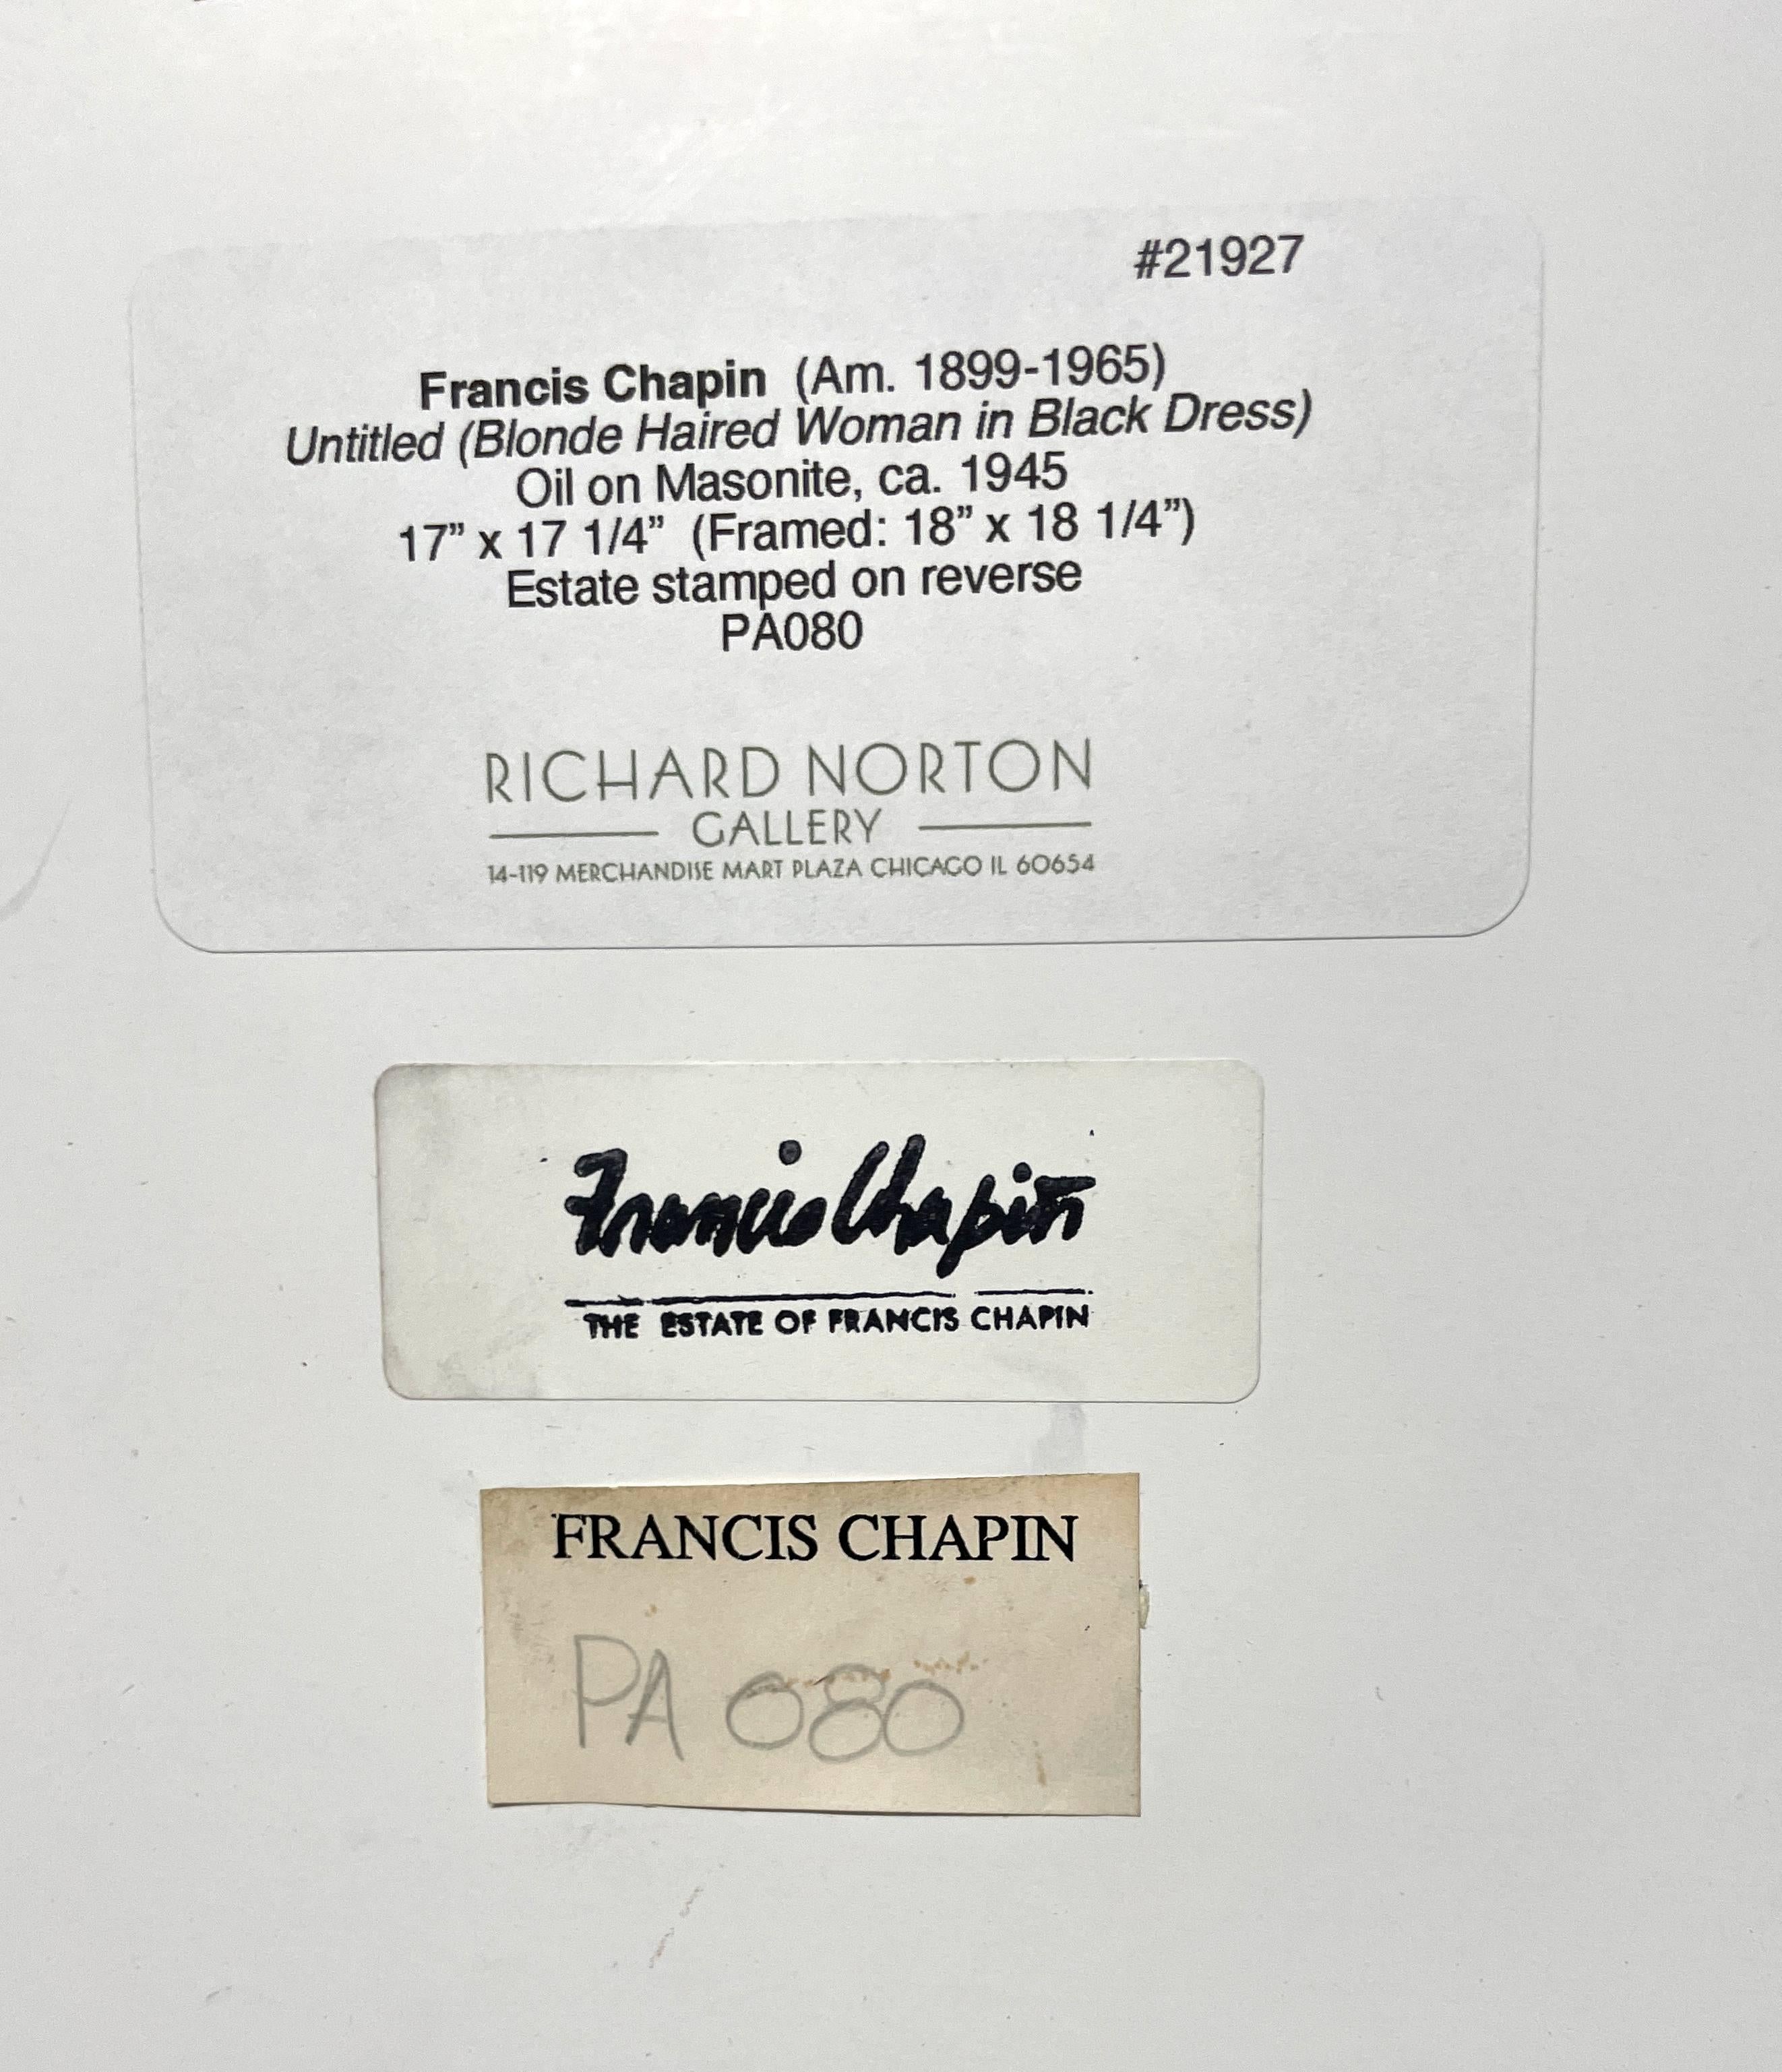 #21927
Francis Chapin (Am. 1899-1965)
Untitled (Blonde Haired Woman in Black Dress)
Oil on Masonite, ca. 1945
17” x 17 1/4” (Framed: 18” x 18 1/4”)
Estate stamped on reverse
PA080
RICHARD NORTON
GALLERY
14-119 MERCHANDISE MART PLAZA CHICAGO IL 60654
Francis Chapin
THE ESTATE OF FRANCIS CHAPIN
FRANCIS CHAPIN
PA 080